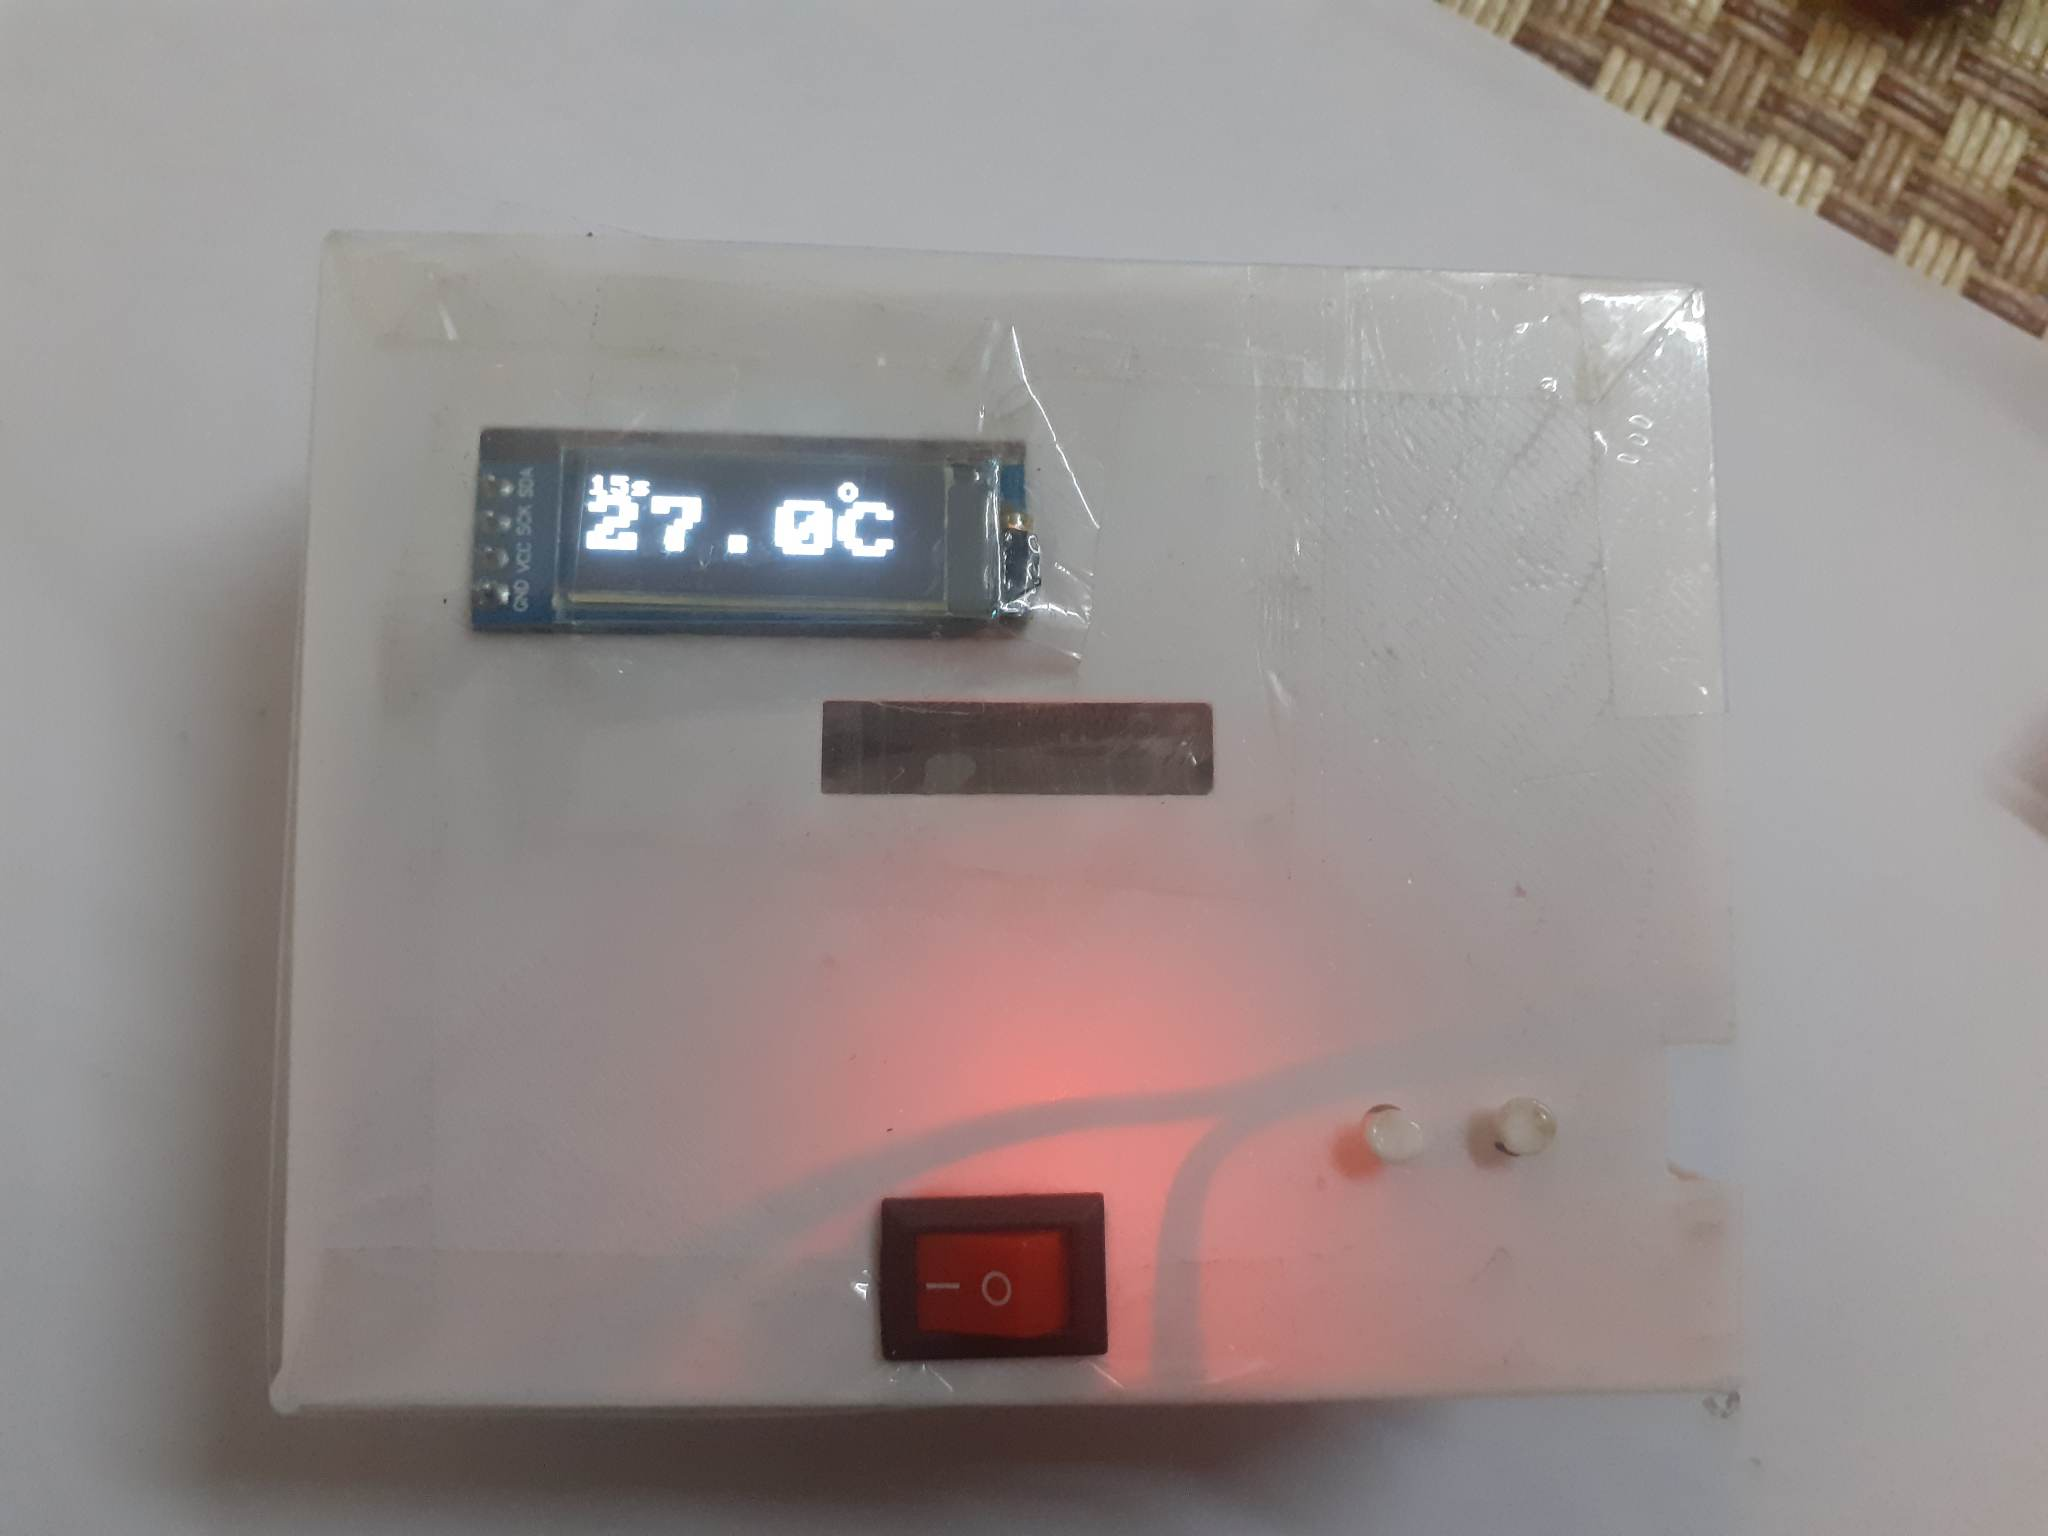 15s
27.0°C
SDA
SCK
VCC
GND
I O